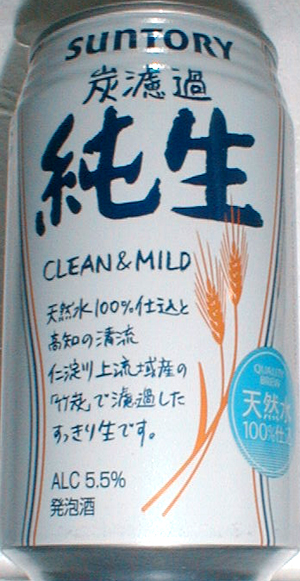 SUNTORY
炭濾過
純生
CLEAN & MILD
天然水100%仕込と
高知の清流
仁淀川上流域産の
「竹炭」で濾過した
すっきり生です。
QUALITY
BREW
天然水
100%仕込
ALC 5.5%
発泡酒